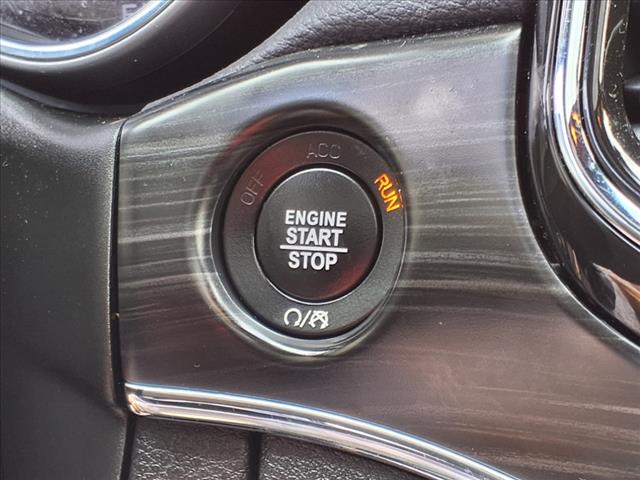 OFF ACC RUN
ENGINE
START
STOP